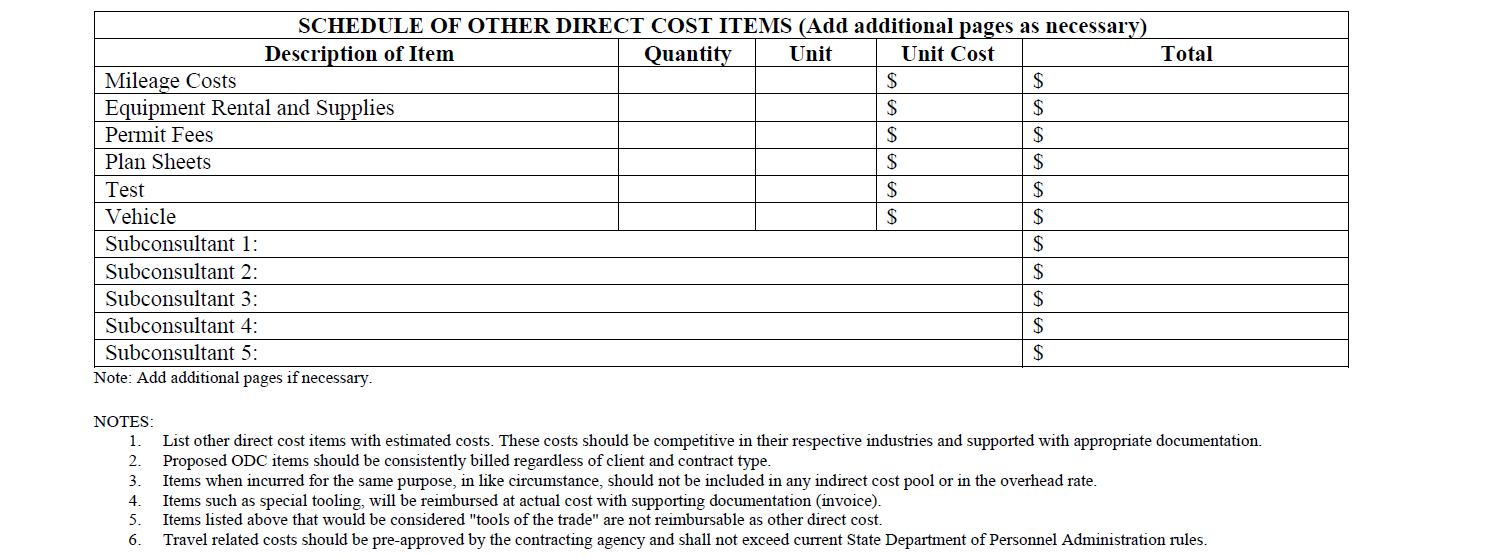 SCHEDULE OF OTHER DIRECT COST ITEMS (Add additional pages as necessary)
Description of Item Quantity Unit Unit Cost Total
Mileage Costs $ $
Equipment Rental and Supplies $ $
Permit Fees $ $
Plan Sheets $ $
Test $ $
Vehicle $ $
Subconsultant 1: $
Subconsultant 2: $
Subconsultant 3: $
Subconsultant 4: $
Subconsultant 5: $
Note: Add additional pages if necessary.
NOTES:
1. List other direct cost items with estimated costs. These costs should be competitive in their respective industries and supported with appropriate documentation.
2. Proposed ODC items should be consistently billed regardless of client and contract type.
3. Items when incurred for the same purpose, in like circumstance, should not be included in any indirect cost pool or in the overhead rate.
4. Items such as special tooling, will be reimbursed at actual cost with supporting documentation (invoice).
5. Items listed above that would be considered "tools of the trade" are not reimbursable as other direct cost.
6. Travel related costs should be pre-approved by the contracting agency and shall not exceed current State Department of Personnel Administration rules.